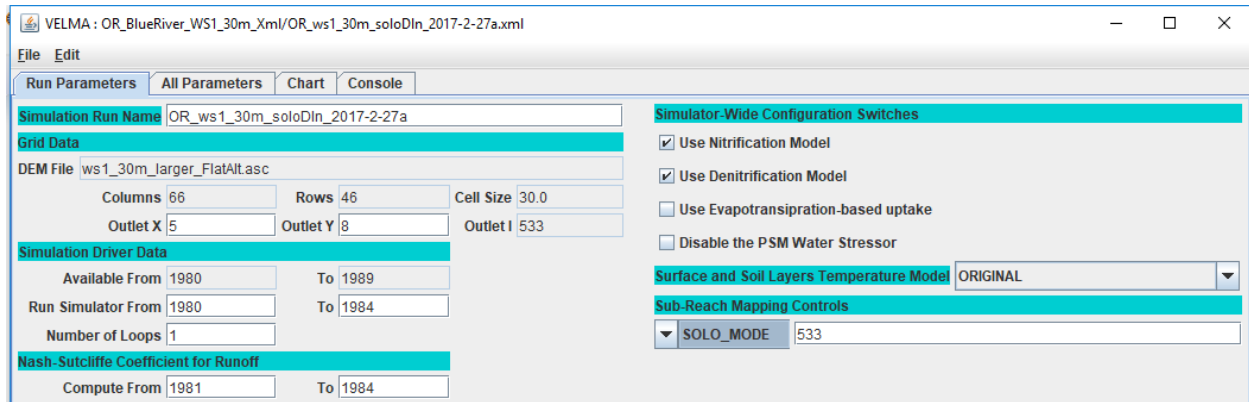 VELMA : OR_BlueRiver_WS1_30m_Xml/OR_ws1_30m_soloDIn_2017-2-27a.xml
File Edit
Run Parameters All Parameters Chart Console
Simulation Run Name OR_ws1_30m_soloDIn_2017-2-27a
Grid Data
DEM File ws1_30m_larger_FlatAlt.asc
Columns 66 Rows 46 Cell Size 30.0
Outlet X 5 Outlet Y 8 Outlet I 533
Simulation Driver Data
Available From 1980 To 1989
Run Simulator From 1980 To 1984
Number of Loops 1
Nash-Sutcliffe Coefficient for Runoff
Compute From 1981 To 1984
Simulator-Wide Configuration Switches
Use Nitrification Model
Use Denitrification Model
Use Evapotransipration-based uptake
Disable the PSM Water Stressor
Surface and Soil Layers Temperature Model ORIGINAL
Sub-Reach Mapping Controls
SOLO_MODE 533